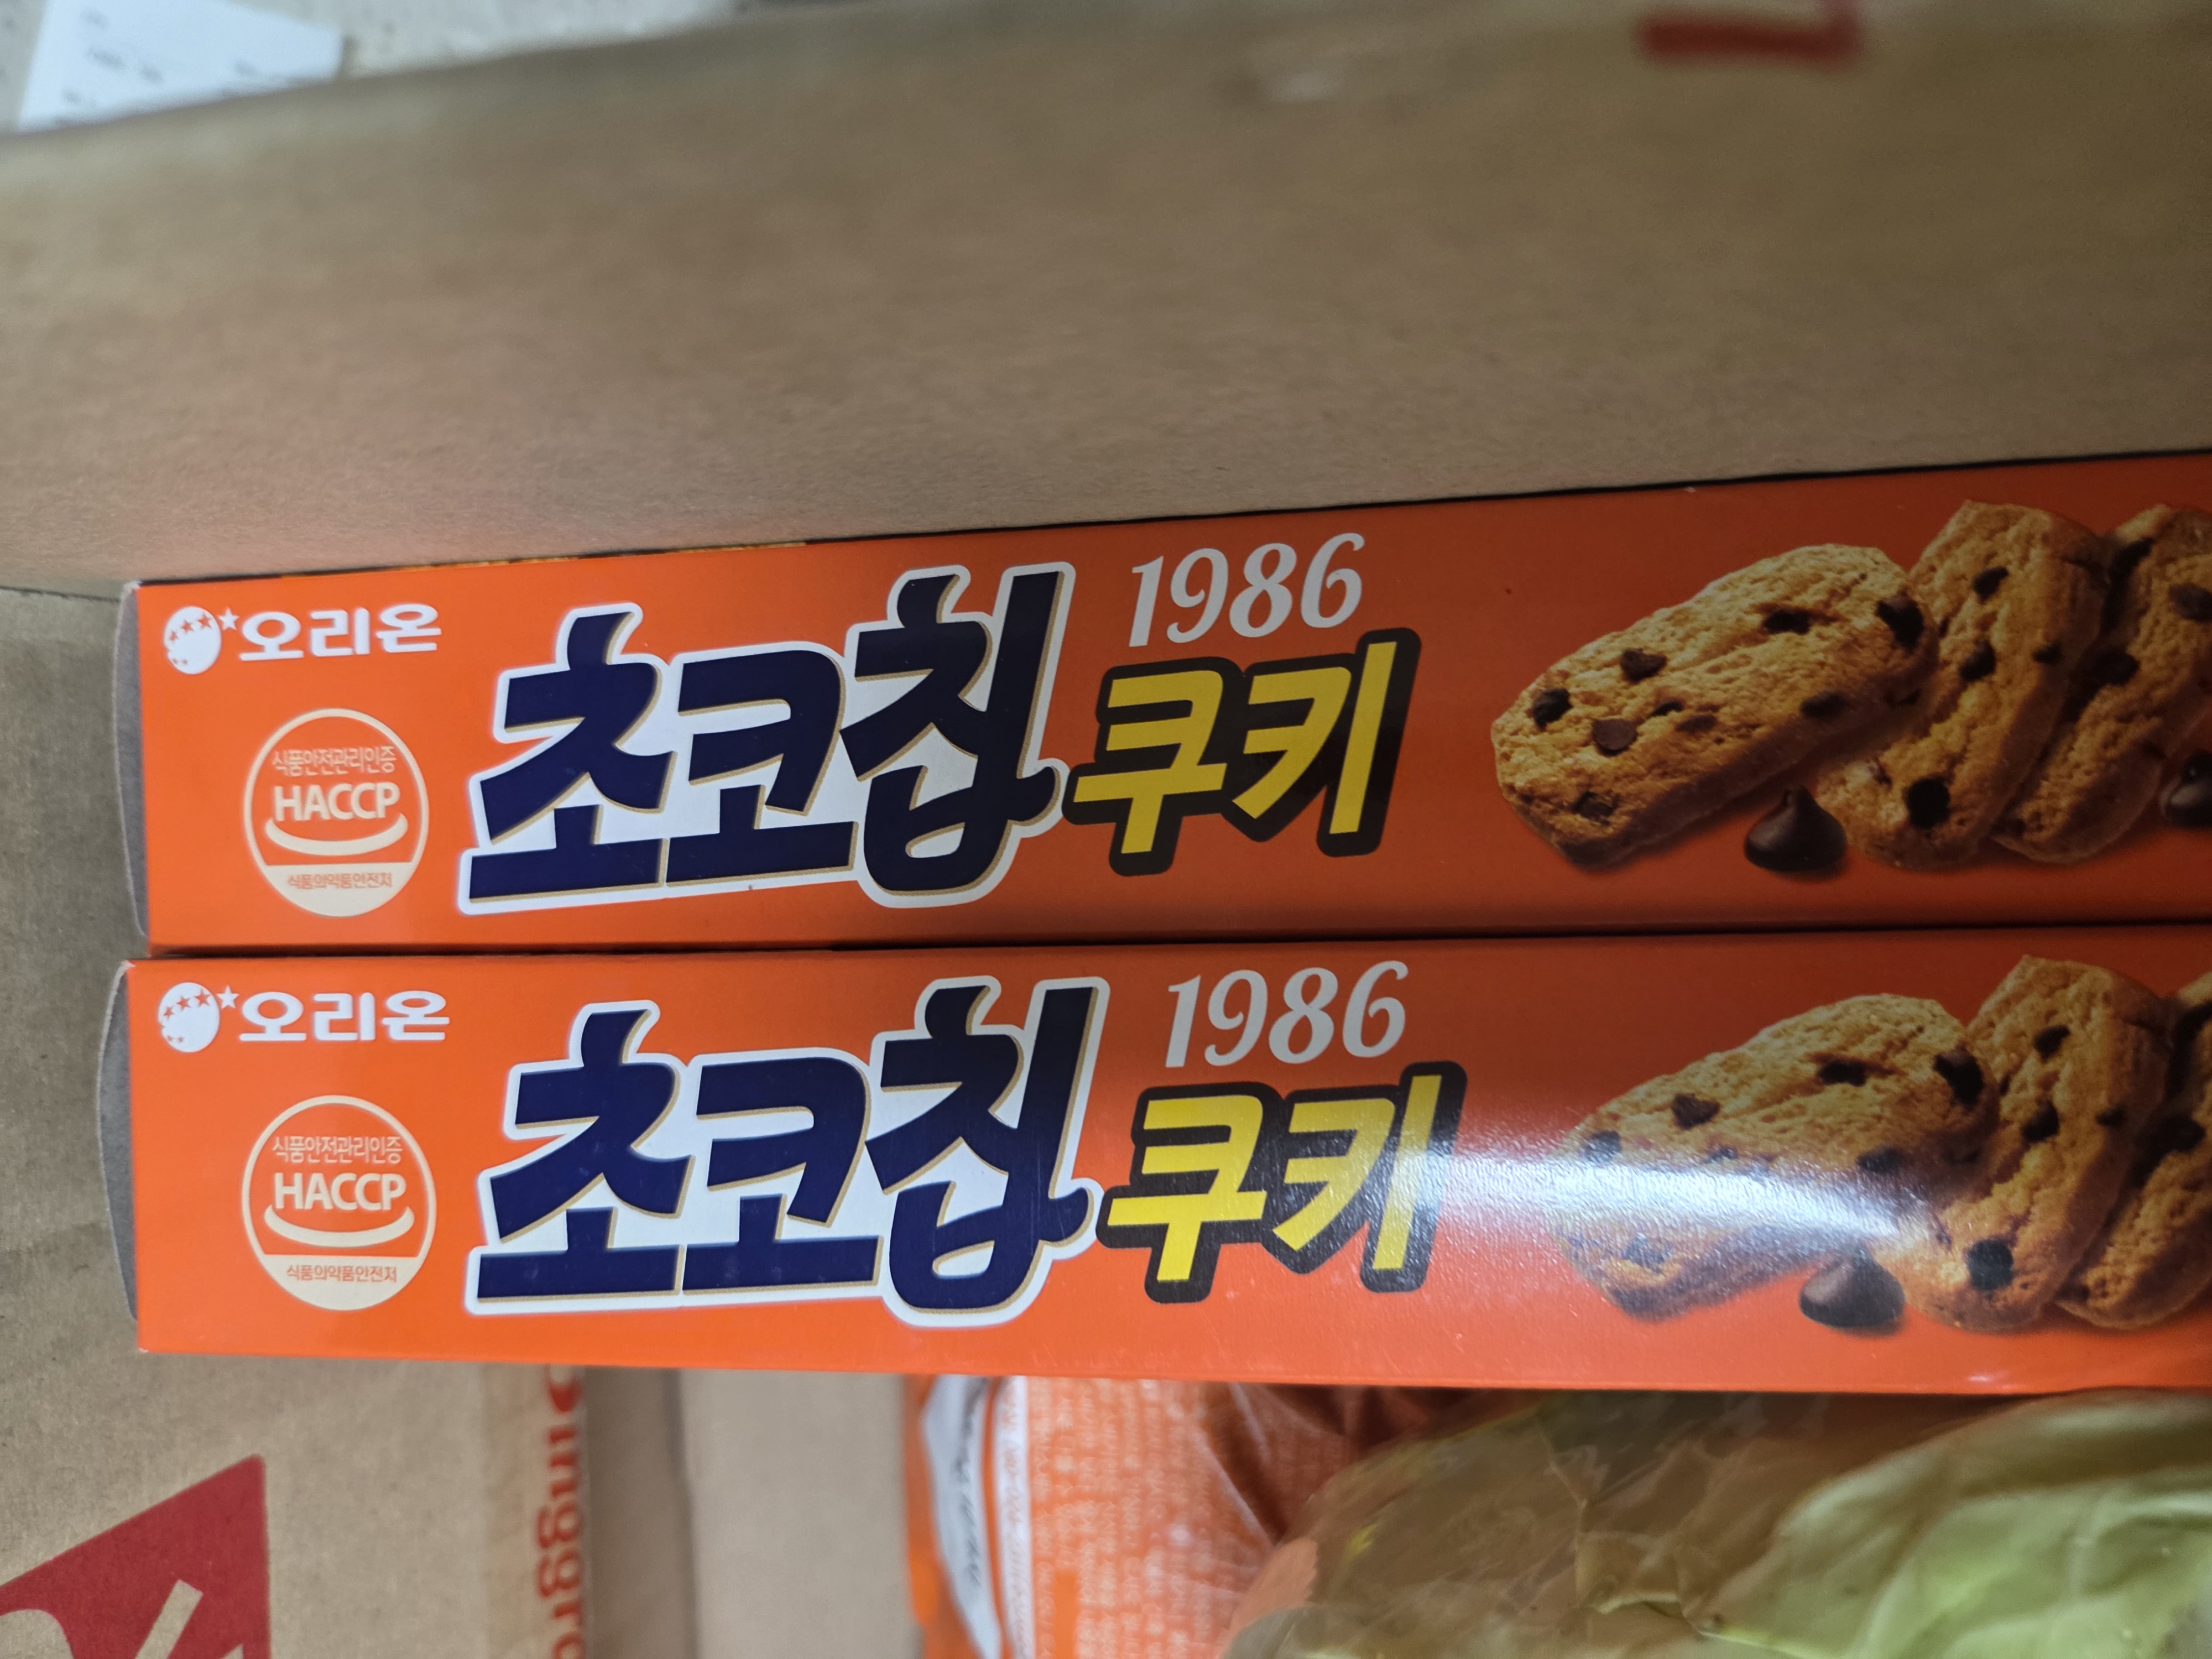 오리온
식품안전관리인증
HACCP
식품의약품안전처
초코칩
1986
쿠키
오리온
식품안전관리인증
HACCP
식품의약품안전처
초코칩
1986
쿠키